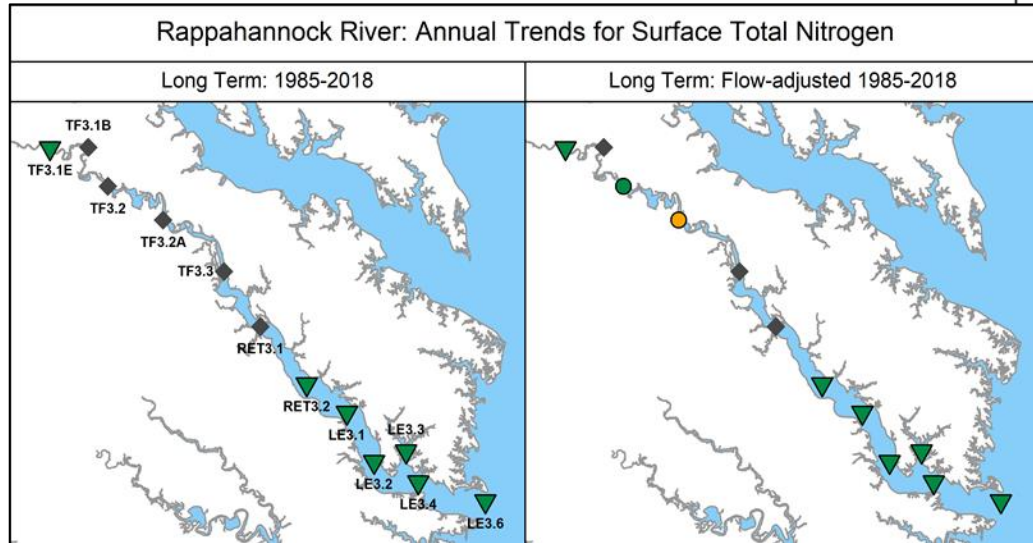 Rappahannock River: Annual Trends for Surface Total Nitrogen
Long Term: 1985-2018
Long Term: Flow-adjusted 1985-2018
TF3.1B
TF3.1E
TF3.2
TF3.2A
TF3.3
RET3.1
RET3.2
LE3.1
LE3.3
LE3.2
LE3.4
LE3.6